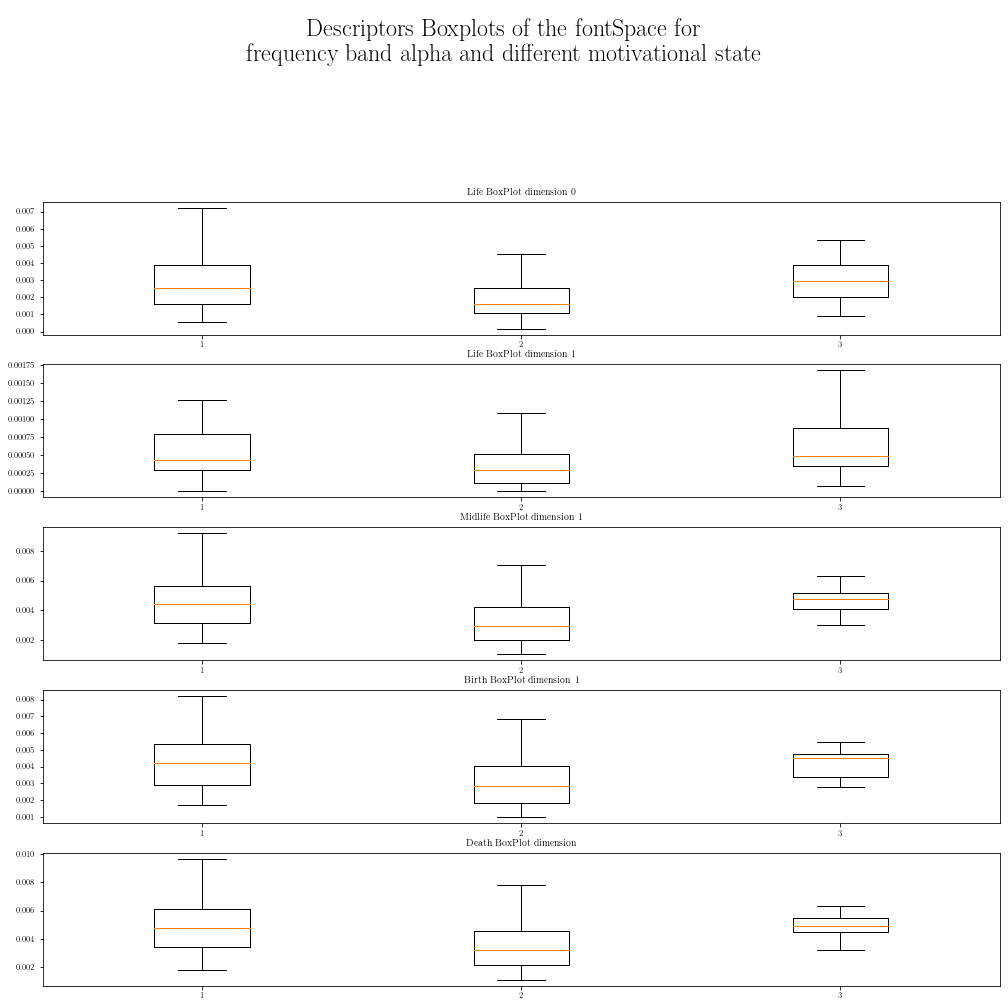 Descriptors Boxplots of the fontSpace for
frequency band alpha and different motivational state
Life BoxPlot dimension 0
0.007
0.006
0.005
0.004
0.003
0.002
0.001
0.000
1 2 3
Life BoxPlot dimension 1
0.00175
0.00150
0.00125
0.00100
0.00075
0.00050
0.00025
0.00000
1 2 3
Midlife BoxPlot dimension 1
0.008
0.006
0.004
0.002
1 2 3
Birth BoxPlot dimension 1
0.008
0.007
0.006
0.005
0.004
0.003
0.002
0.001
1 2 3
Death BoxPlot dimension
0.010
0.008
0.006
0.004
0.002
1 2 3